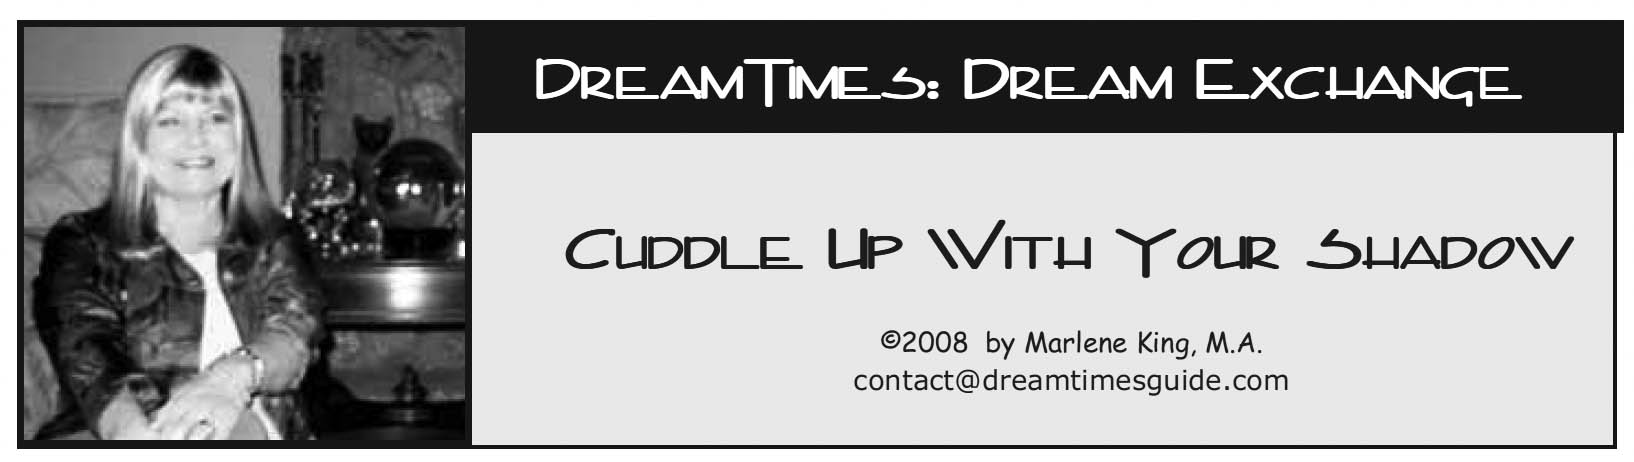 DreamTimes: Dream Exchange
Cuddle Up With Your Shadow
©2008 by Marlene King, M.A.
contact@dreamtimesguide.com